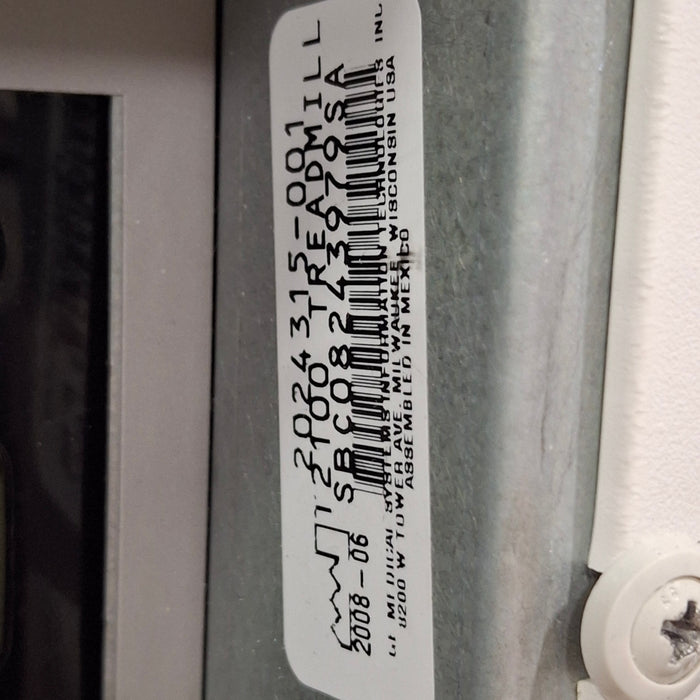 2024315-001
2100 TREADMILL
SBC08243979SA
2008-06
GE MEDICAL SYSTEMS INFORMATION TECHNOLOGIES INC.
8200 W TOWER AVE. MILWAUKEE WISCONSIN USA
ASSEMBLED IN MEXICO